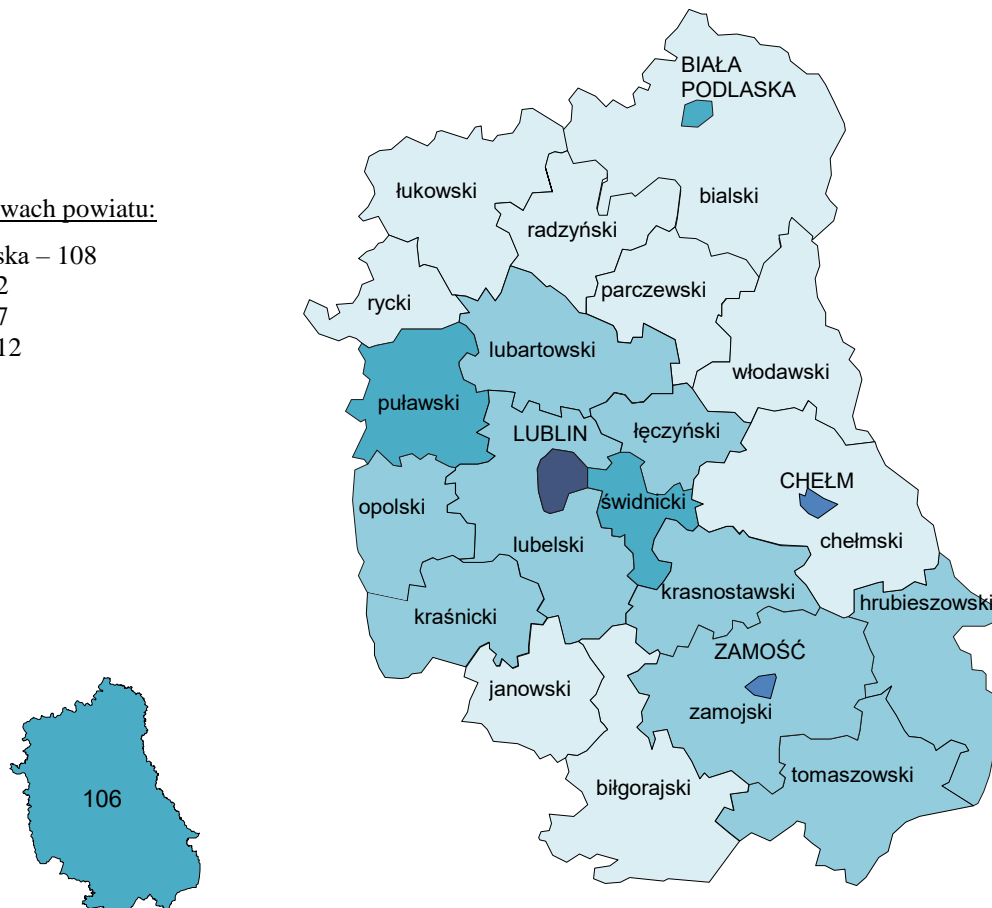 BIAŁA
PODLASKA
łukowski
bialski
radzyński
wach powiatu:
ska – 108
2
7
12
rycki
parczewski
lubartowski
włodawski
puławski
LUBLIN
łęczyński
CHEŁM
opolski
świdnicki
lubelski
chełmski
krasnostawski
hrubieszowski
kraśnicki
ZAMOŚĆ
janowski
zamojski
biłgorajski
tomaszowski
106